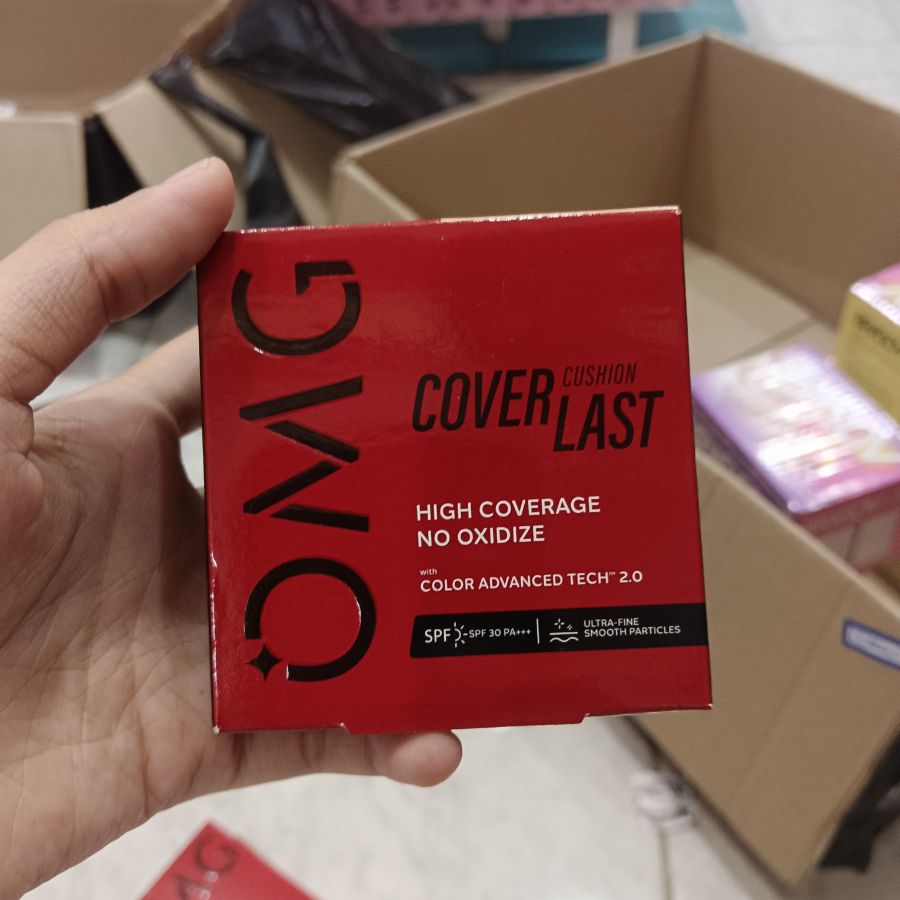 OMG
COVER CUSHION
LAST
HIGH COVERAGE
NO OXIDIZE
with
COLOR ADVANCED TECH™ 2.0
SPF SPF 30 PA+++
ULTRA-FINE
SMOOTH PARTICLES